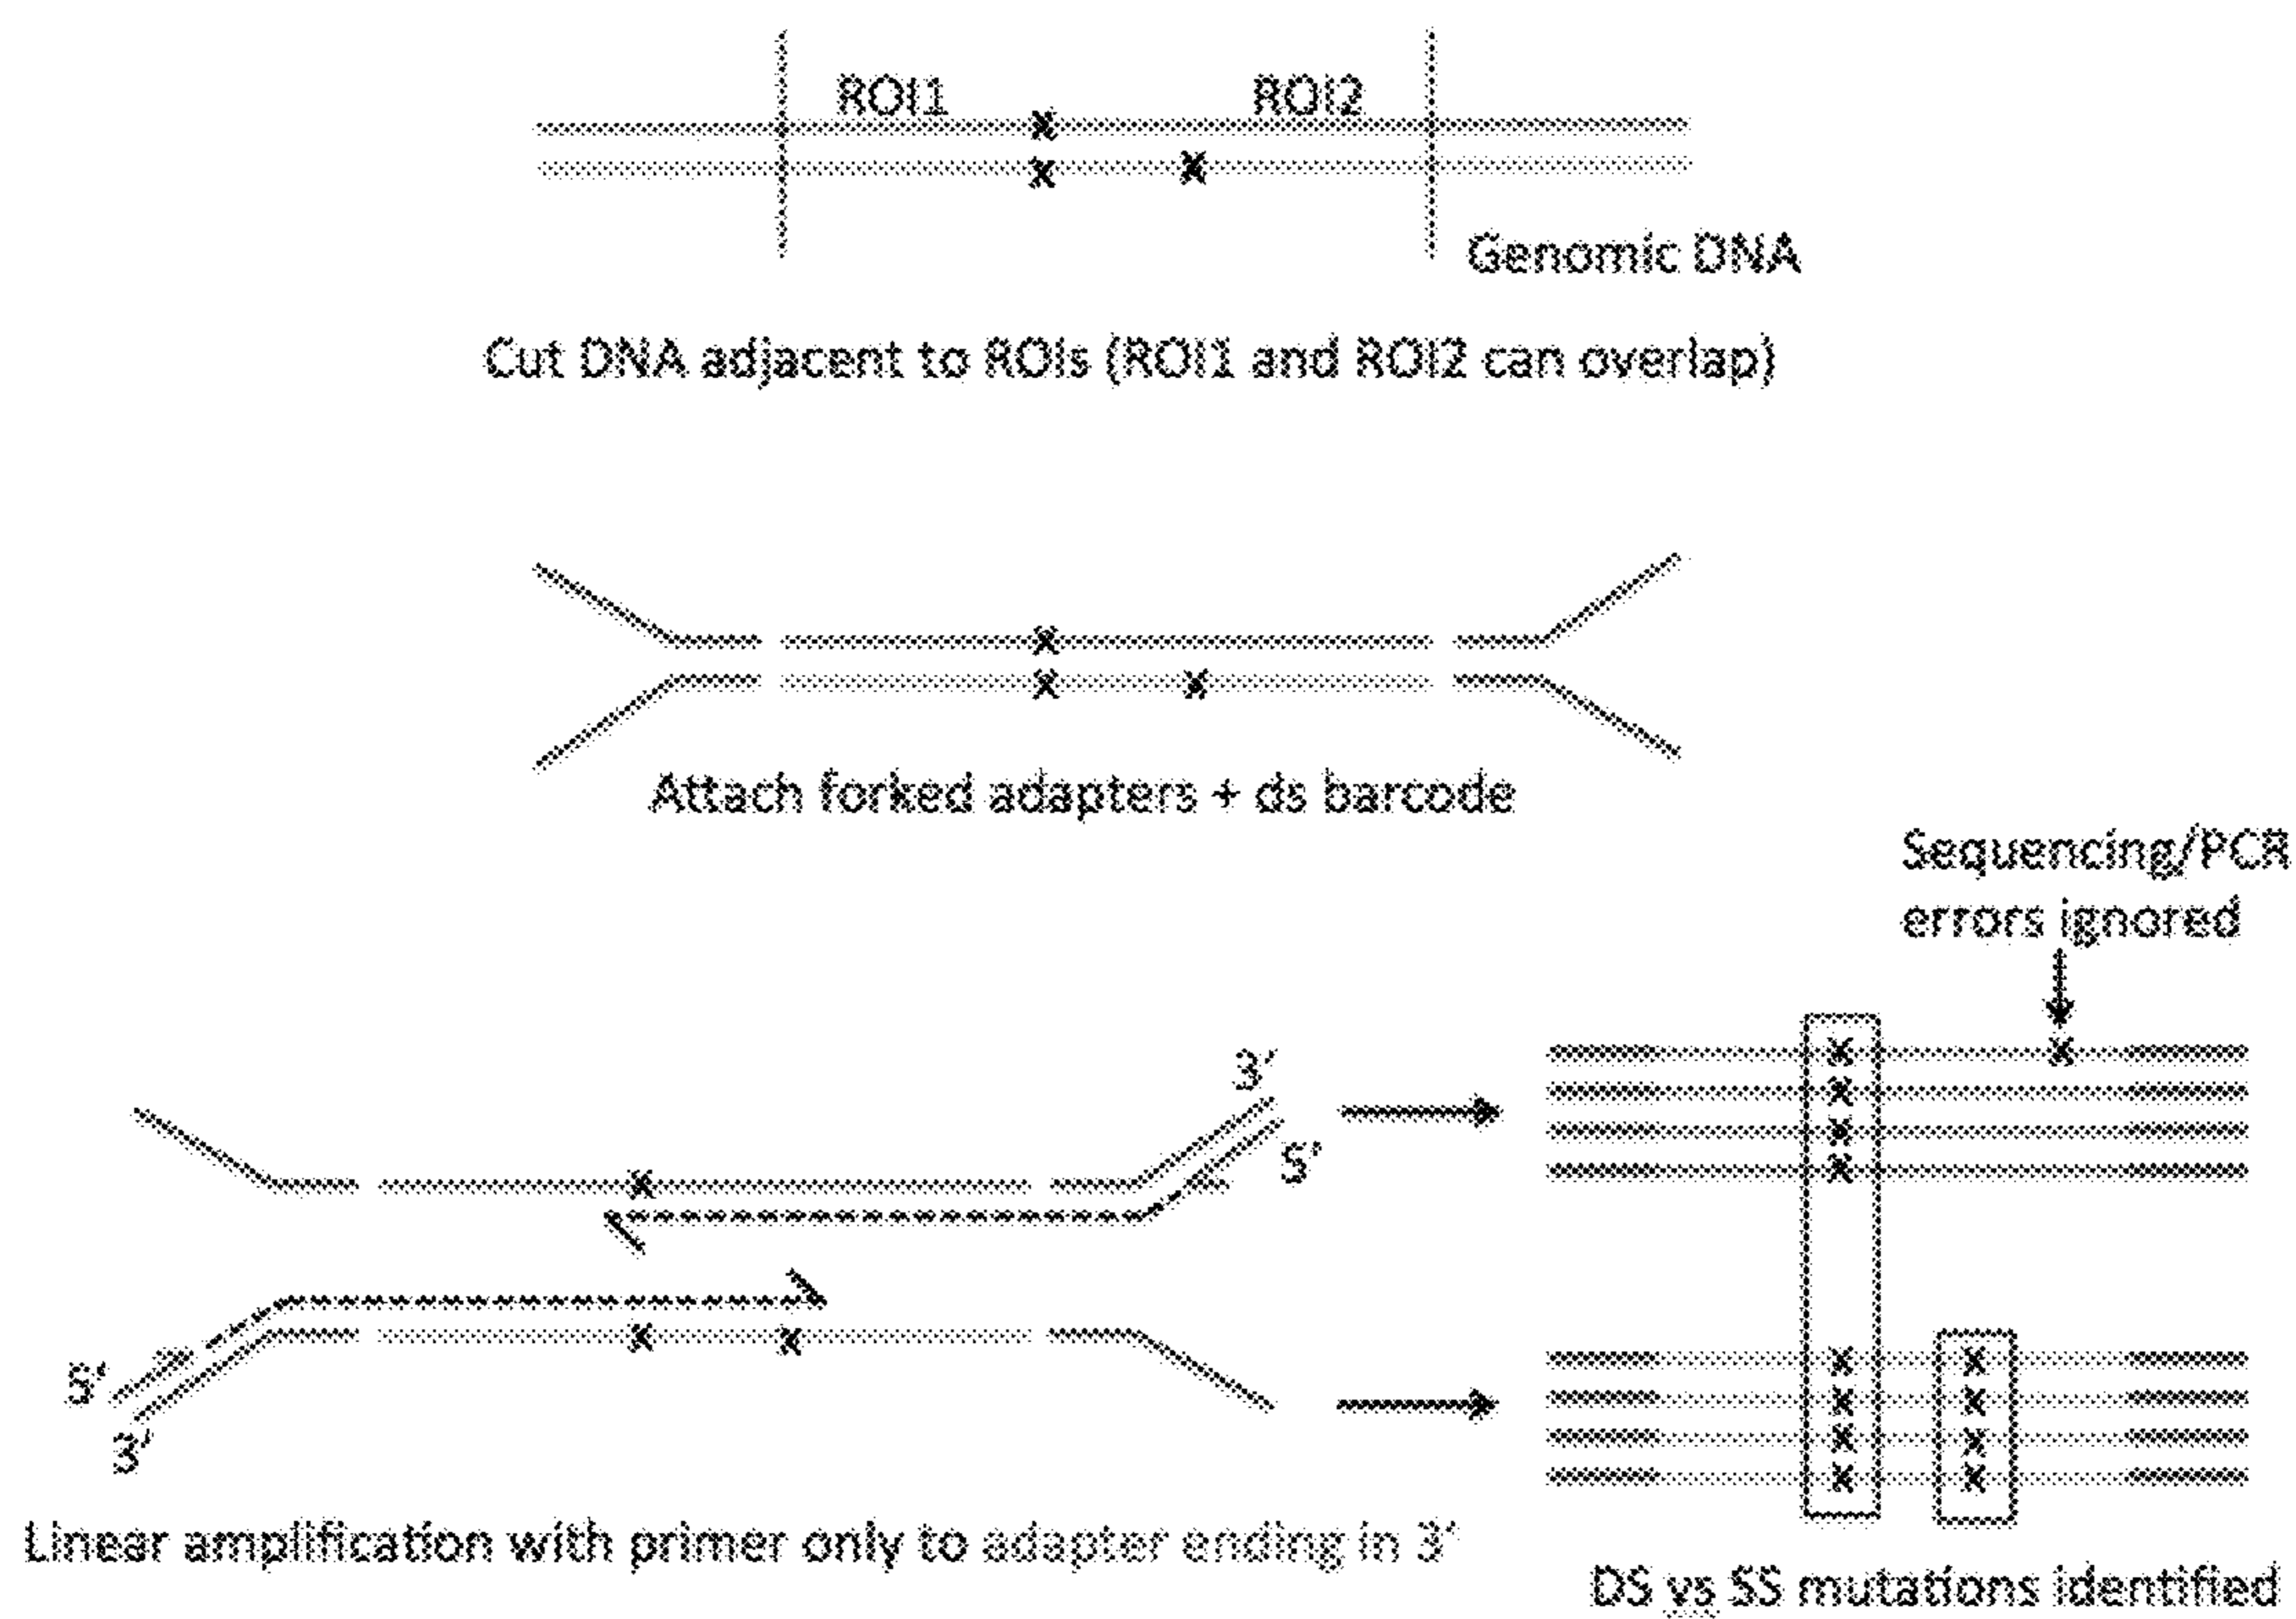 ROI1 ROI2
Genomic DNA
Cut DNA adjacent to ROIs (ROI1 and ROI2 can overlap)
Attach forked adapters + ds barcode
Sequencing/PCR
errors ignored
3'
5'
5'
3'
Linear amplification with primer only to adapter ending in 3'
DS vs SS mutations identified